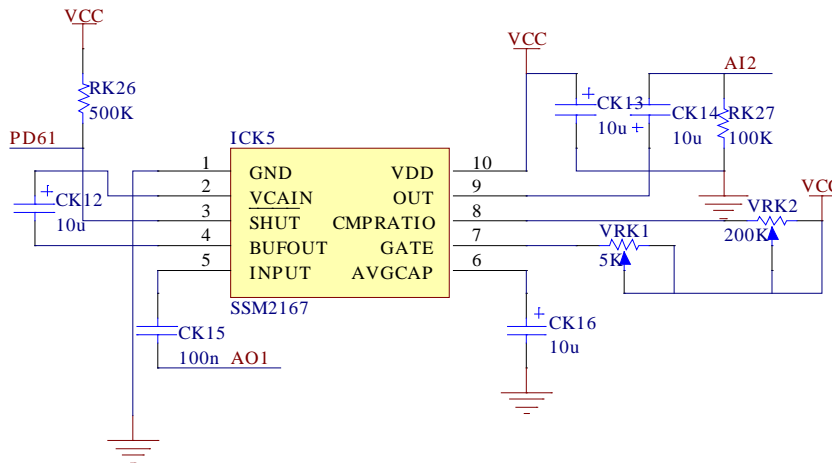 VCC
RK26
500K
PD61
CK12
10u
ICK5
1
2
3
4
5
GND
VCAIN
SHUT
BUFOUT
INPUT
VDD
OUT
CMPRATIO
GATE
AVGCAP
10
9
8
7
6
SSM2167
CK15
100n
AO1
VCC
+
CK13
10u
+
CK14
10u
AI2
RK27
100K
VCC
VRK2
200K
VRK1
5K
+
CK16
10u
+